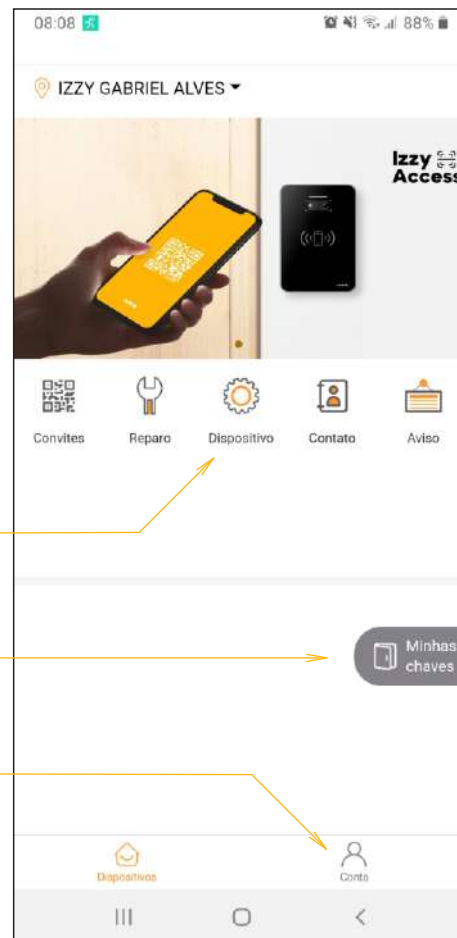 08:08
88%
IZZY GABRIEL ALVES
Izzy
Access
Convites
Reparo
Dispositivo
Contato
Aviso
Minhas
chaves
Dispositivos
Conta